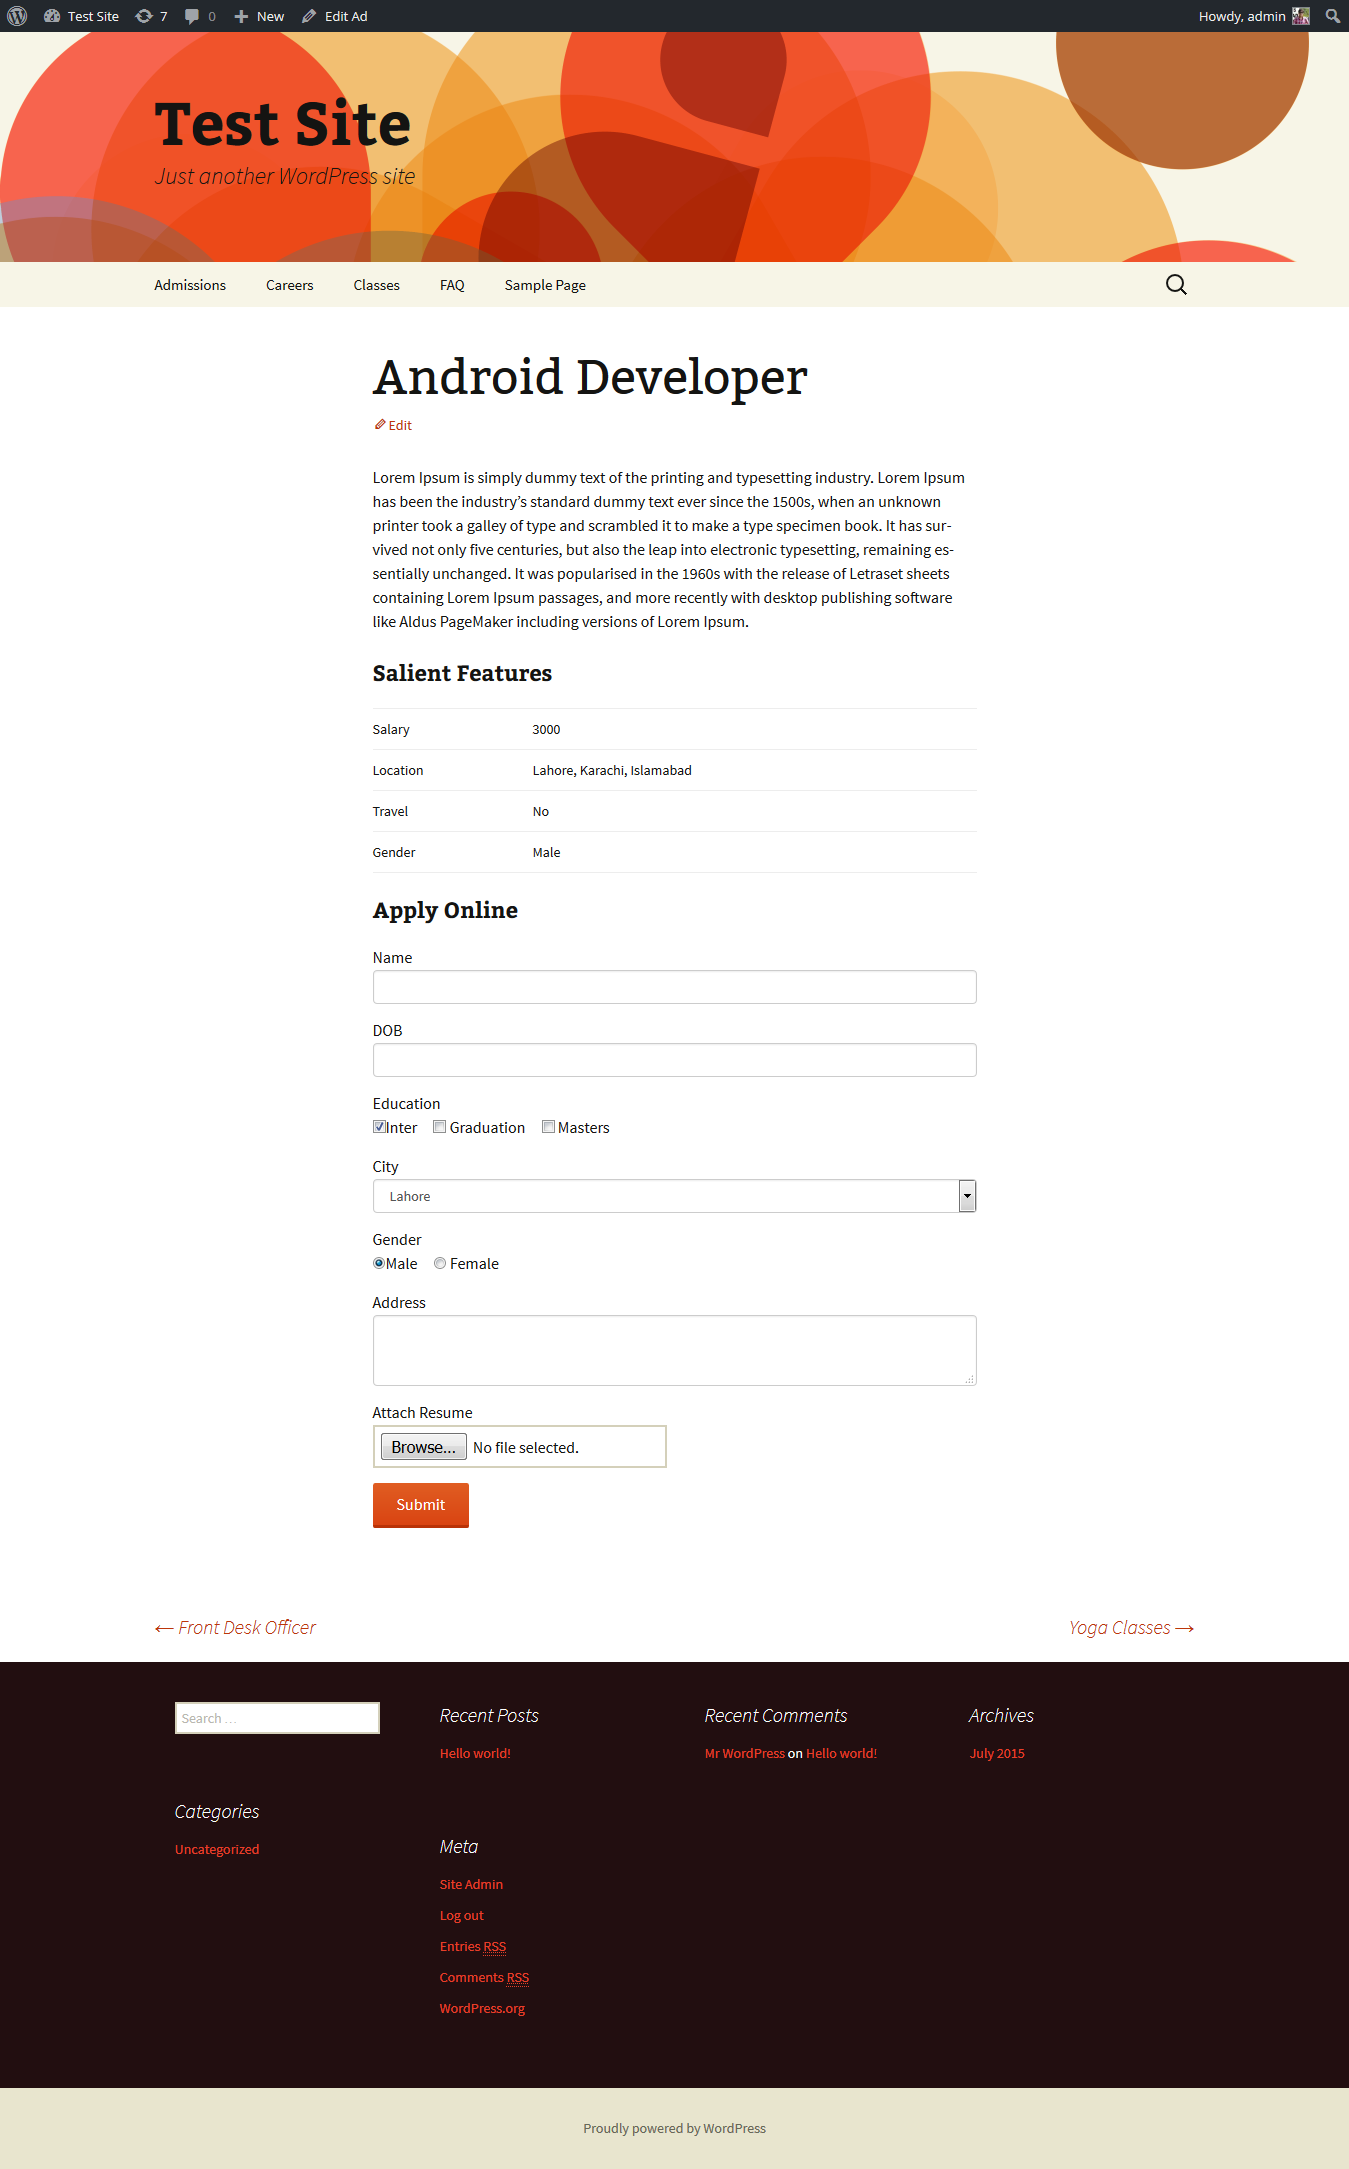 Test Site 7 0 New Edit Ad Howdy, admin
Test Site
Just another WordPress site
Admissions Careers Classes FAQ Sample Page
Android Developer
Edit
Lorem Ipsum is simply dummy text of the printing and typesetting industry. Lorem Ipsum
has been the industry's standard dummy text ever since the 1500s, when an unknown
printer took a galley of type and scrambled it to make a type specimen book. It has sur-
vived not only five centuries, but also the leap into electronic typesetting, remaining es-
sentially unchanged. It was popularised in the 1960s with the release of Letraset sheets
containing Lorem Ipsum passages, and more recently with desktop publishing software
like Aldus PageMaker including versions of Lorem Ipsum.
Salient Features
Salary 3000
Location Lahore, Karachi, Islamabad
Travel No
Gender Male
Apply Online
Name
DOB
Education
Inter Graduation Masters
City
Lahore
Gender
Male Female
Address
Attach Resume
Browse... No file selected.
Submit
← Front Desk Officer Yoga Classes →
Search …
Recent Posts
Hello world!
Recent Comments
Mr WordPress on Hello world!
Archives
July 2015
Categories
Uncategorized
Meta
Site Admin
Log out
Entries RSS
Comments RSS
WordPress.org
Proudly powered by WordPress